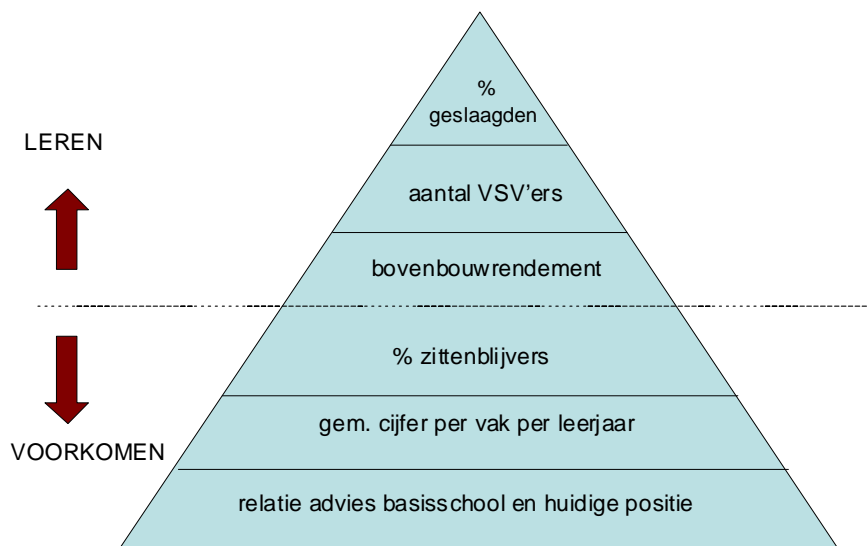 %
geslaagden
LEREN
aantal VSV'ers
bovenbouwrendement
% zittenblijvers
gem. cijfer per vak per leerjaar
VOORKOMEN
relatie advies basisschool en huidige positie